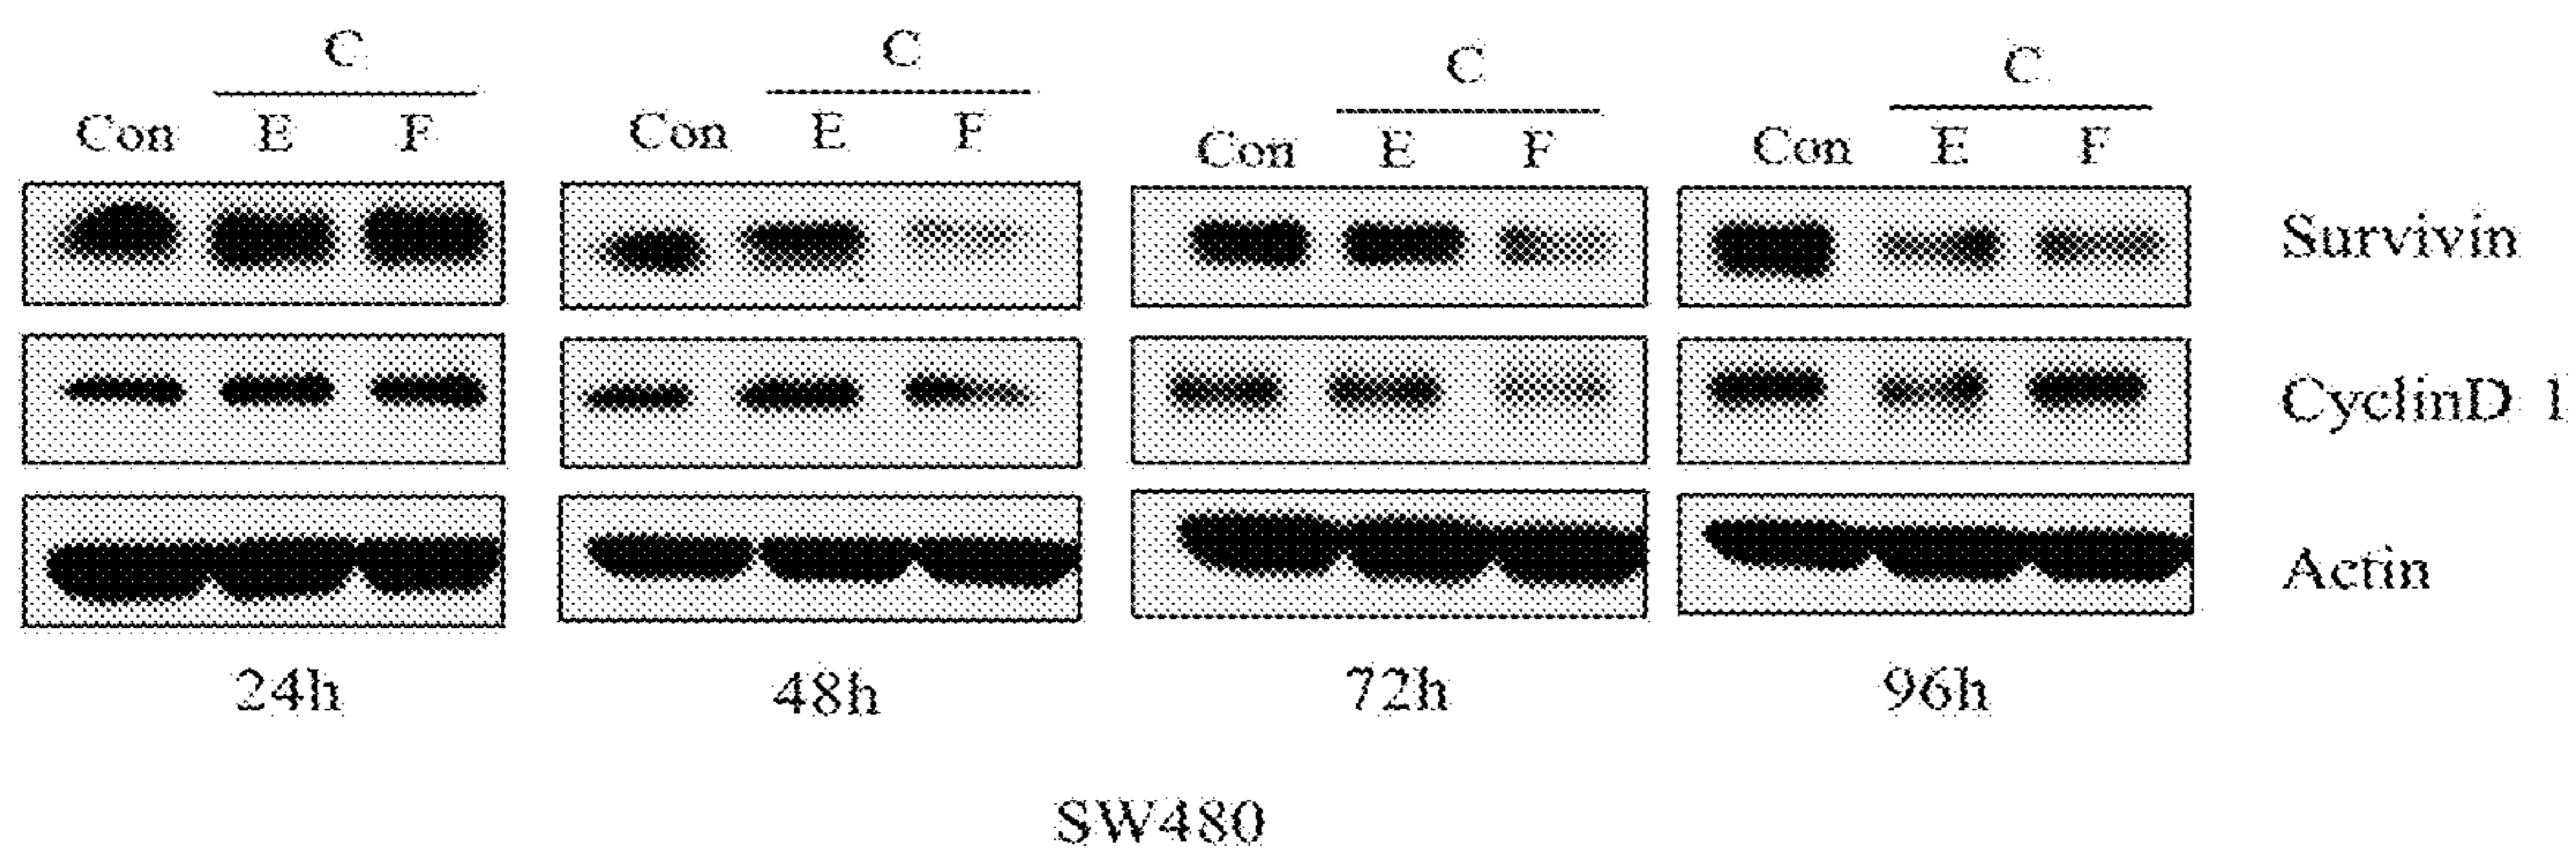 C C C C
Con E F Con E F Con E F Con E F
Survivin
CyclinD 1
Actin
24h 48h 72h 96h
SW480